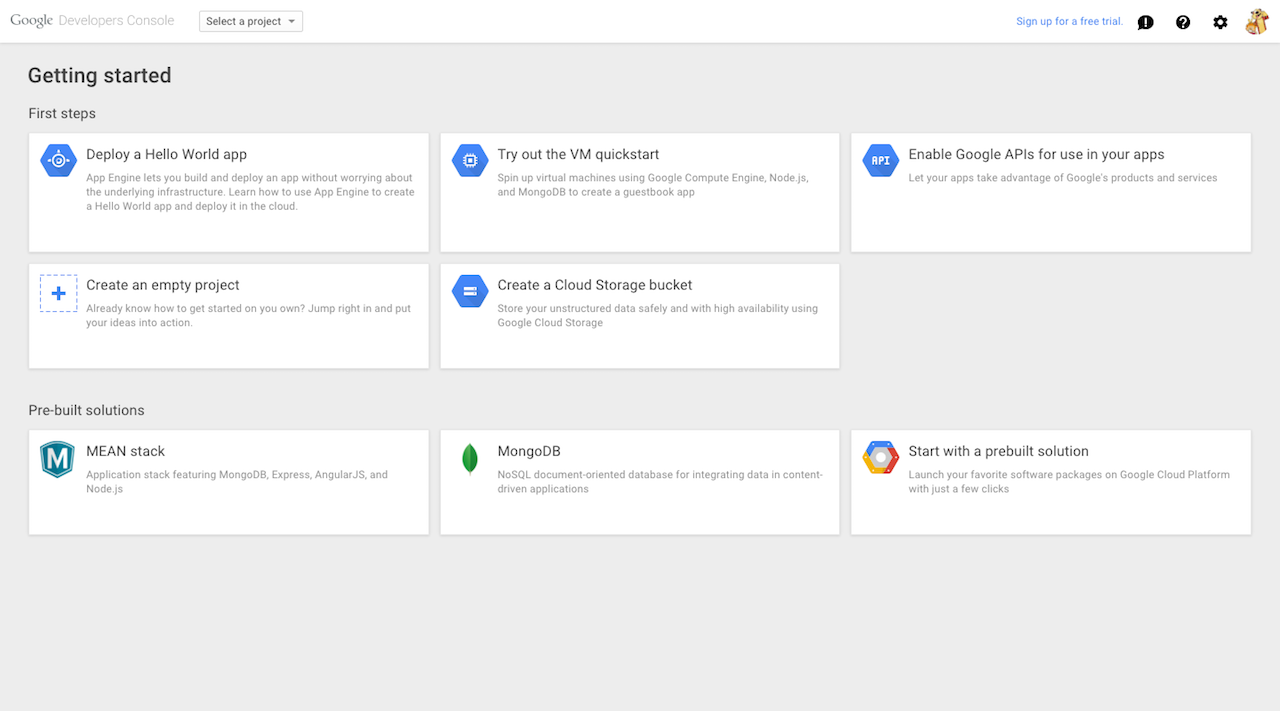 Google Developers Console
Select a project
Sign up for a free trial.
Getting started
First steps
Deploy a Hello World app
App Engine lets you build and deploy an app without worrying about
the underlying infrastructure. Learn how to use App Engine to create
a Hello World app and deploy it in the cloud.
Try out the VM quickstart
Spin up virtual machines using Google Compute Engine, Node.js,
and MongoDB to create a guestbook app
API
Enable Google APIs for use in your apps
Let your apps take advantage of Google's products and services
Create an empty project
Already know how to get started on you own? Jump right in and put
your ideas into action.
Create a Cloud Storage bucket
Store your unstructured data safely and with high availability using
Google Cloud Storage
Pre-built solutions
M
MEAN stack
Application stack featuring MongoDB, Express, AngularJS, and
Node.js
MongoDB
NoSQL document-oriented database for integrating data in content-
driven applications
Start with a prebuilt solution
Launch your favorite software packages on Google Cloud Platform
with just a few clicks